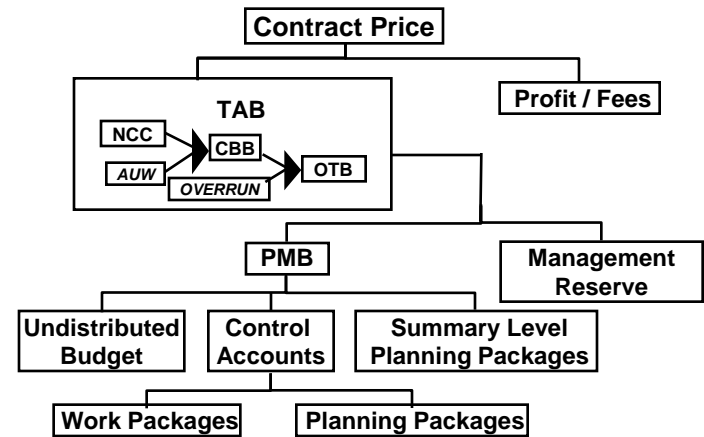 Contract Price
TAB
Profit / Fees
NCC
CBB
AUW
OVERRUN
OTB
PMB
Management
Reserve
Undistributed
Budget
Control
Accounts
Summary Level
Planning Packages
Work Packages
Planning Packages